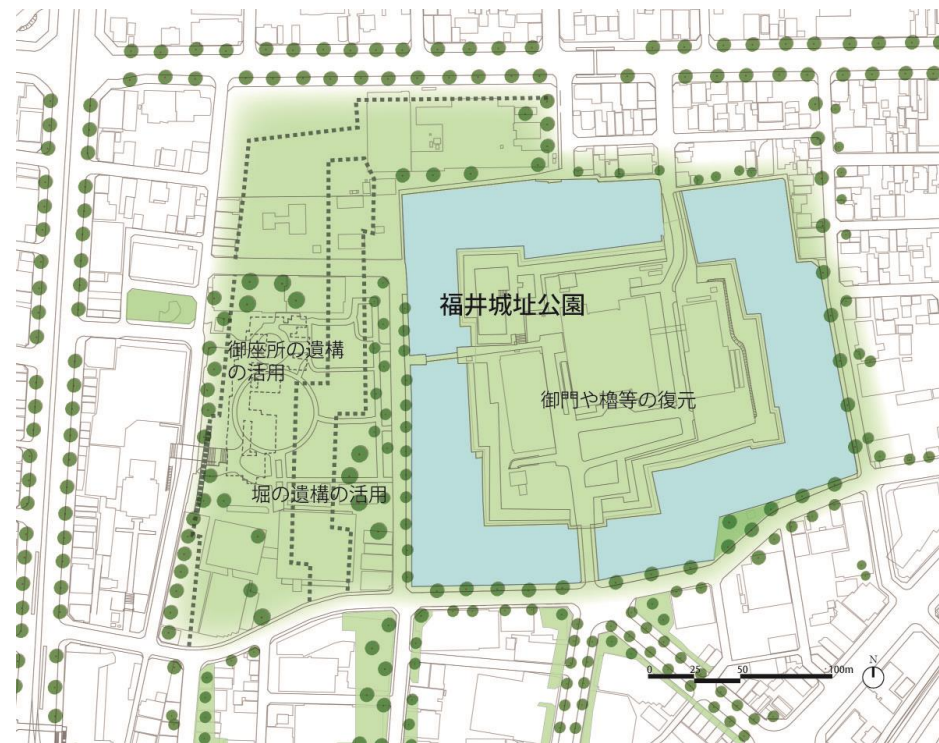 福井城址公園
御座所の遺構
の活用
御門や櫓等の復元
堀の遺構の活用
0 25 50 100m
N